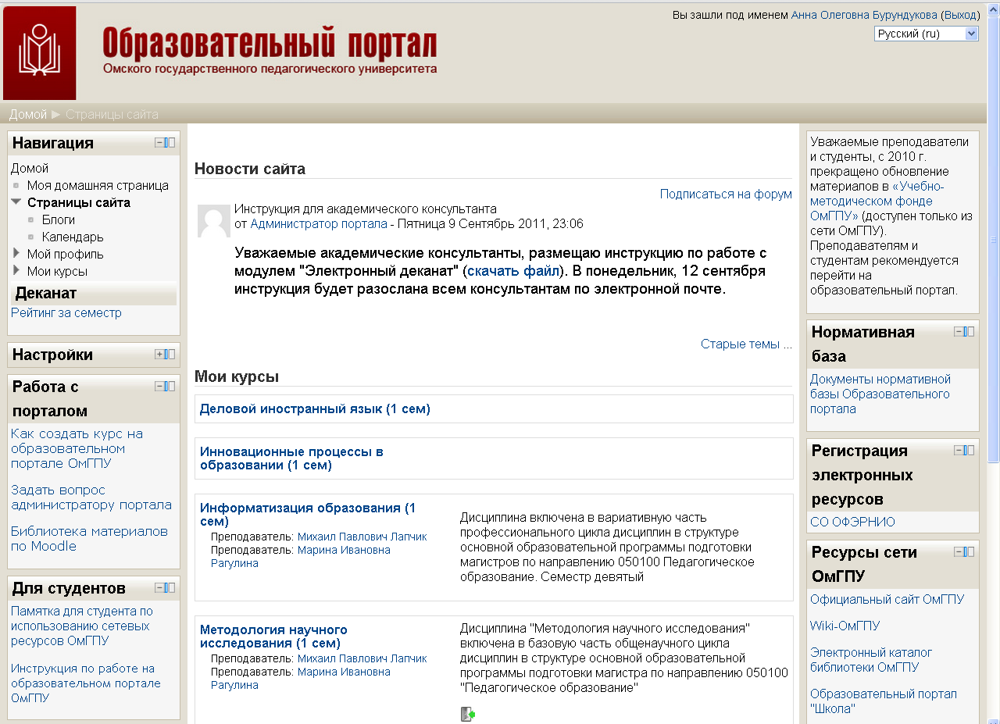 Вы зашли под именем Анна Олеговна Бурундукова (Выход)
Русский (ru)
Образовательный портал
Омского государственного педагогического университета
Домой ► Страницы сайта
Навигация
Домой
Моя домашняя страница
Страницы сайта
Блоги
Календарь
Мой профиль
Мои курсы
Деканат
Рейтинг за семестр
Настройки
Работа с
порталом
Как создать курс на
образовательном
портале ОмГПУ
Задать вопрос
администратору портала
Библиотека материалов
по Moodle
Для студентов
Памятка для студента по
использованию сетевых
ресурсов ОмГПУ
Инструкция по работе на
образовательном портале
ОмГПУ
Новости сайта
Подписаться на форум
Инструкция для академического консультанта
от Администратор портала - Пятница 9 Сентябрь 2011, 23:06
Уважаемые академические консультанты, размещаю инструкцию по работе с
модулем "Электронный деканат" (скачать файл). В понедельник, 12 сентября
инструкция будет разослана всем консультантам по электронной почте.
Старые темы ...
Мои курсы
Деловой иностранный язык (1 сем)
Инновационные процессы в
образовании (1 сем)
Информатизация образования (1
сем)
Преподаватель: Михаил Павлович Лапчик
Преподаватель: Марина Ивановна
Рагулина
Дисциплина включена в вариативную часть
профессионального цикла дисциплин в структуре
основной образовательной программы подготовки
магистров по направлению 050100 Педагогическое
образование. Семестр девятый
Методология научного
исследования (1 сем)
Преподаватель: Михаил Павлович Лапчик
Преподаватель: Марина Ивановна
Рагулина
Дисциплина "Методология научного исследования"
включена в базовую часть общенаучного цикла
дисциплин в структуре основной образовательной
программы подготовки магистра по направлению 050100
"Педагогическое образование"
Уважаемые преподаватели
и студенты, с 2010 г.
прекращено обновление
материалов в «Учебно-
методическом фонде
ОмГПУ» (доступен только из
сети ОмГПУ).
Преподавателям и
студентам рекомендуется
перейти на
образовательный портал.
Нормативная
база
Документы нормативной
базы Образовательного
портала
Регистрация
электронных
ресурсов
СО ОФЭРНИО
Ресурсы сети
ОмГПУ
Официальный сайт ОмГПУ
Wiki-ОмГПУ
Электронный каталог
библиотеки ОмГПУ
Образовательный портал
"Школа"